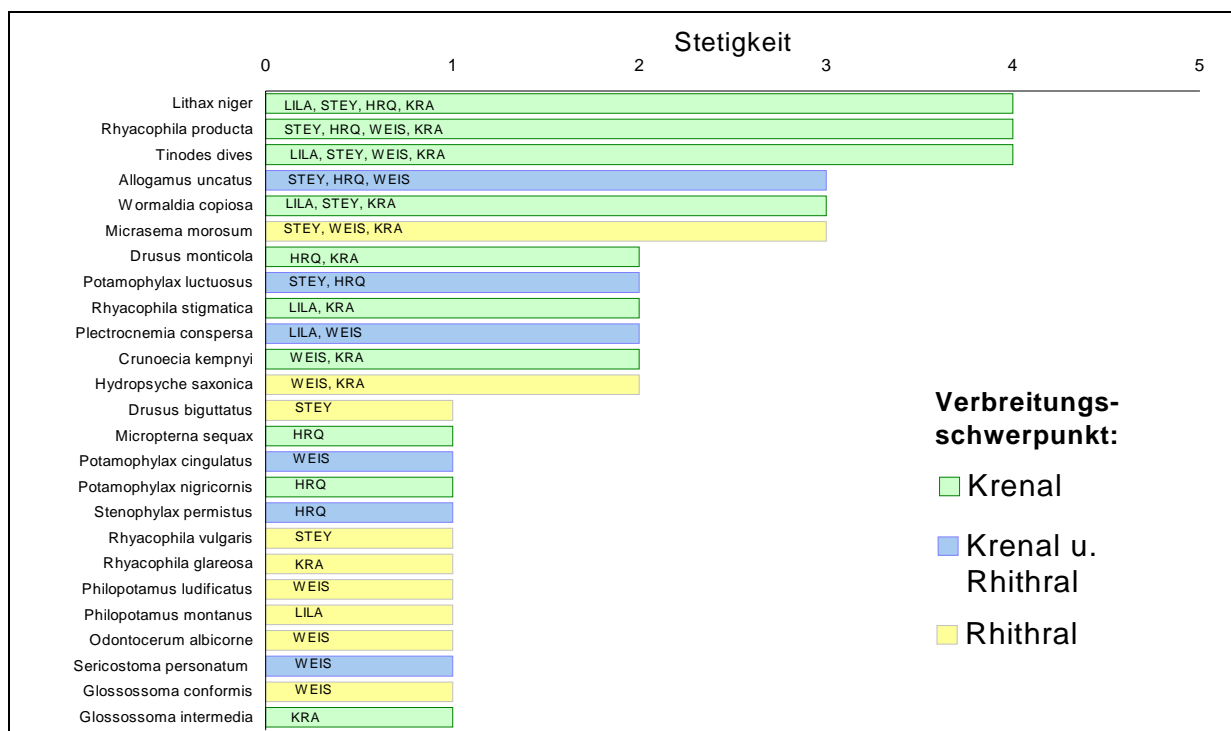 Stetigkeit
0 1 2 3 4 5
Lithax niger LILA, STEY, HRQ, KRA
Rhyacophila producta STEY, HRQ, WEIS, KRA
Tinodes dives LILA, STEY, WEIS, KRA
Allogamus uncatus STEY, HRQ, WEIS
Wormaldia copiosa LILA, STEY, KRA
Micrasema morosum STEY, WEIS, KRA
Drusus monticola HRQ, KRA
Potamophylax luctuosus STEY, HRQ
Rhyacophila stigmatica LILA, KRA
Plectrocnemia conspersa LILA, WEIS
Crunoecia kempnyi WEIS, KRA
Hydropsyche saxonica WEIS, KRA
Drusus biguttatus STEY
Micropterna sequax HRQ
Potamophylax cingulatus WEIS
Potamophylax nigricornis HRQ
Stenophylax permistus HRQ
Rhyacophila vulgaris STEY
Rhyacophila glareosa KRA
Philopotamus ludificatus WEIS
Philopotamus montanus LILA
Odontocerum albicorne WEIS
Sericostoma personatum WEIS
Glossossoma conformis WEIS
Glossossoma intermedia KRA
Verbreitungs-
schwerpunkt:
Krenal
Krenal u.
Rhithral
Rhithral